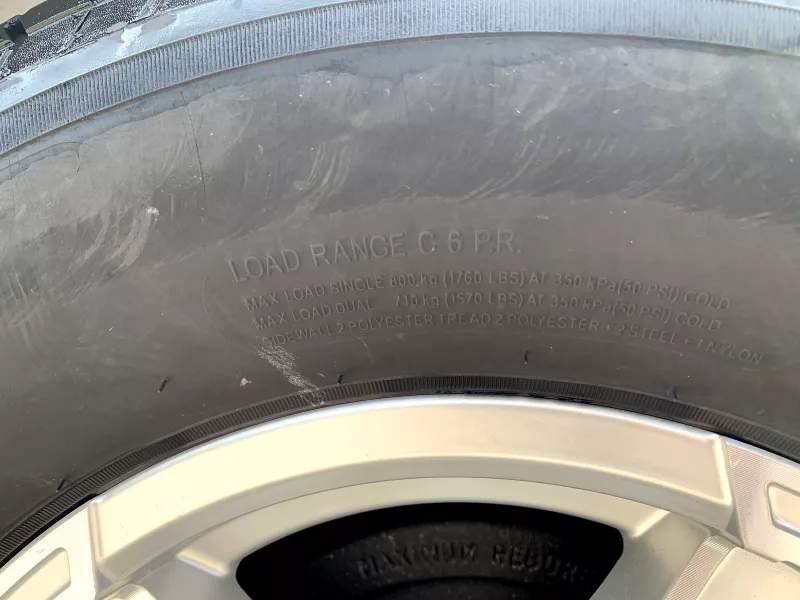 LOAD RANGE C 6 P.R.
MAX LOAD SINGLE 800 kg (1760 LBS) AT 350 kPa(50 PSI) COLD
MAX LOAD DUAL 710 kg (1570 LBS) AT 350 kPa(50 PSI) COLD
SIDEWALL 2 POLYESTER TREAD 2 POLYESTER + 2 STEEL + 1 NYLON
MAXIMUM